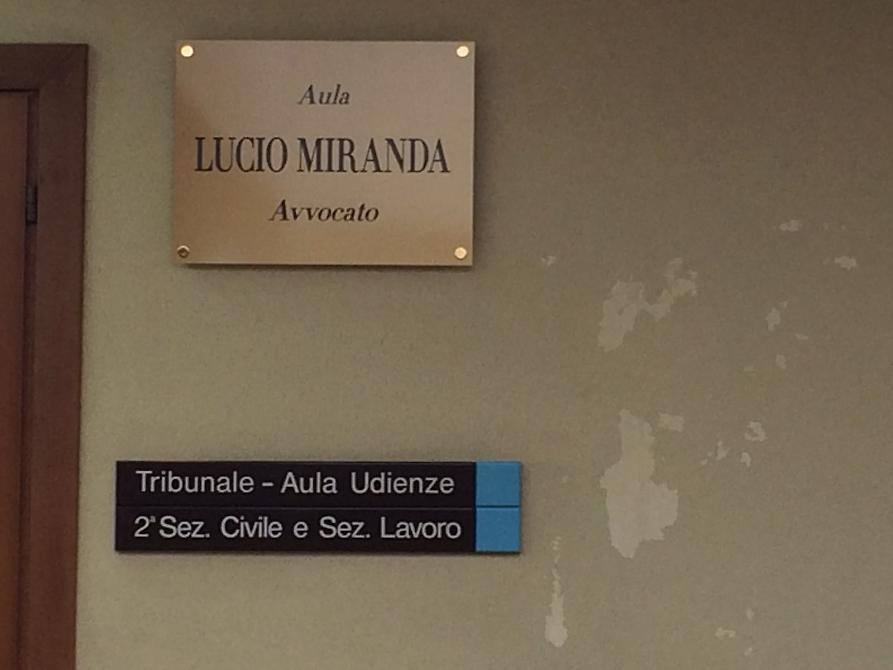 Aula
LUCIO MIRANDA
Avvocato
Tribunale - Aula Udienze
2ª Sez. Civile e Sez. Lavoro